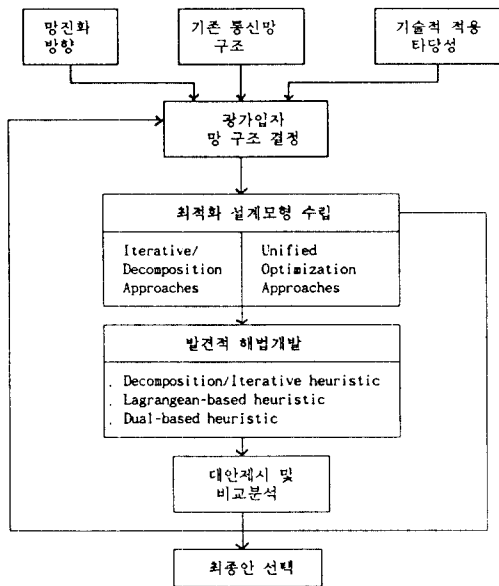 망진화
방향
기존 통신망
구조
기술적 적용
타당성
광가입자
망 구조 결정
최적화 설계모형 수립
Iterative/
Decomposition
Approaches
Unified
Optimization
Approaches
발견적 해법개발
. Decomposition/Iterative heuristic
. Lagrangean-based heuristic
. Dual-based heuristic
대안제시 및
비교분석
최종안 선택